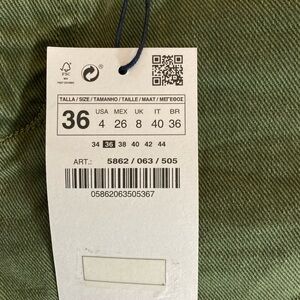 FSC
TALLA / SIZE / TAMANHO / TAILLE / MAAT / ΜΕΓΕΘΟΣ
36 USA MEX UK IT BR
4 26 8 40 36
34 36 38 40 42 44
ART.: 5862 / 063 / 505
05862063505367